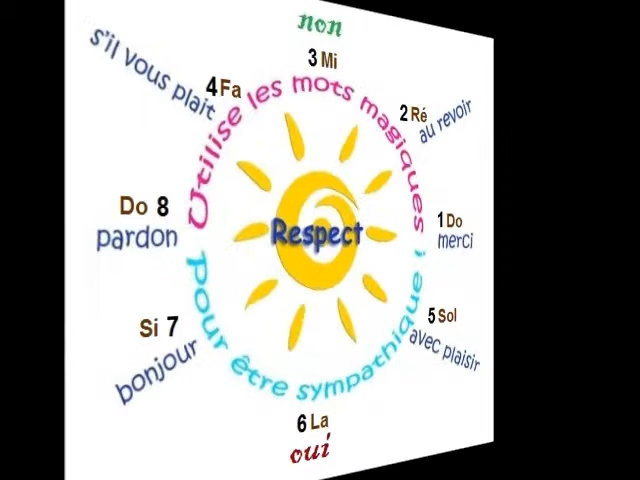 non
3 Mi
s'il vous plait
4 Fa
2 Ré
au revoir
Utilise les mots magiques !
Do 8
pardon
Respect
1 Do
merci
Si 7
bonjour
5 Sol
avec plaisir
pour être sympathique
6 La
oui